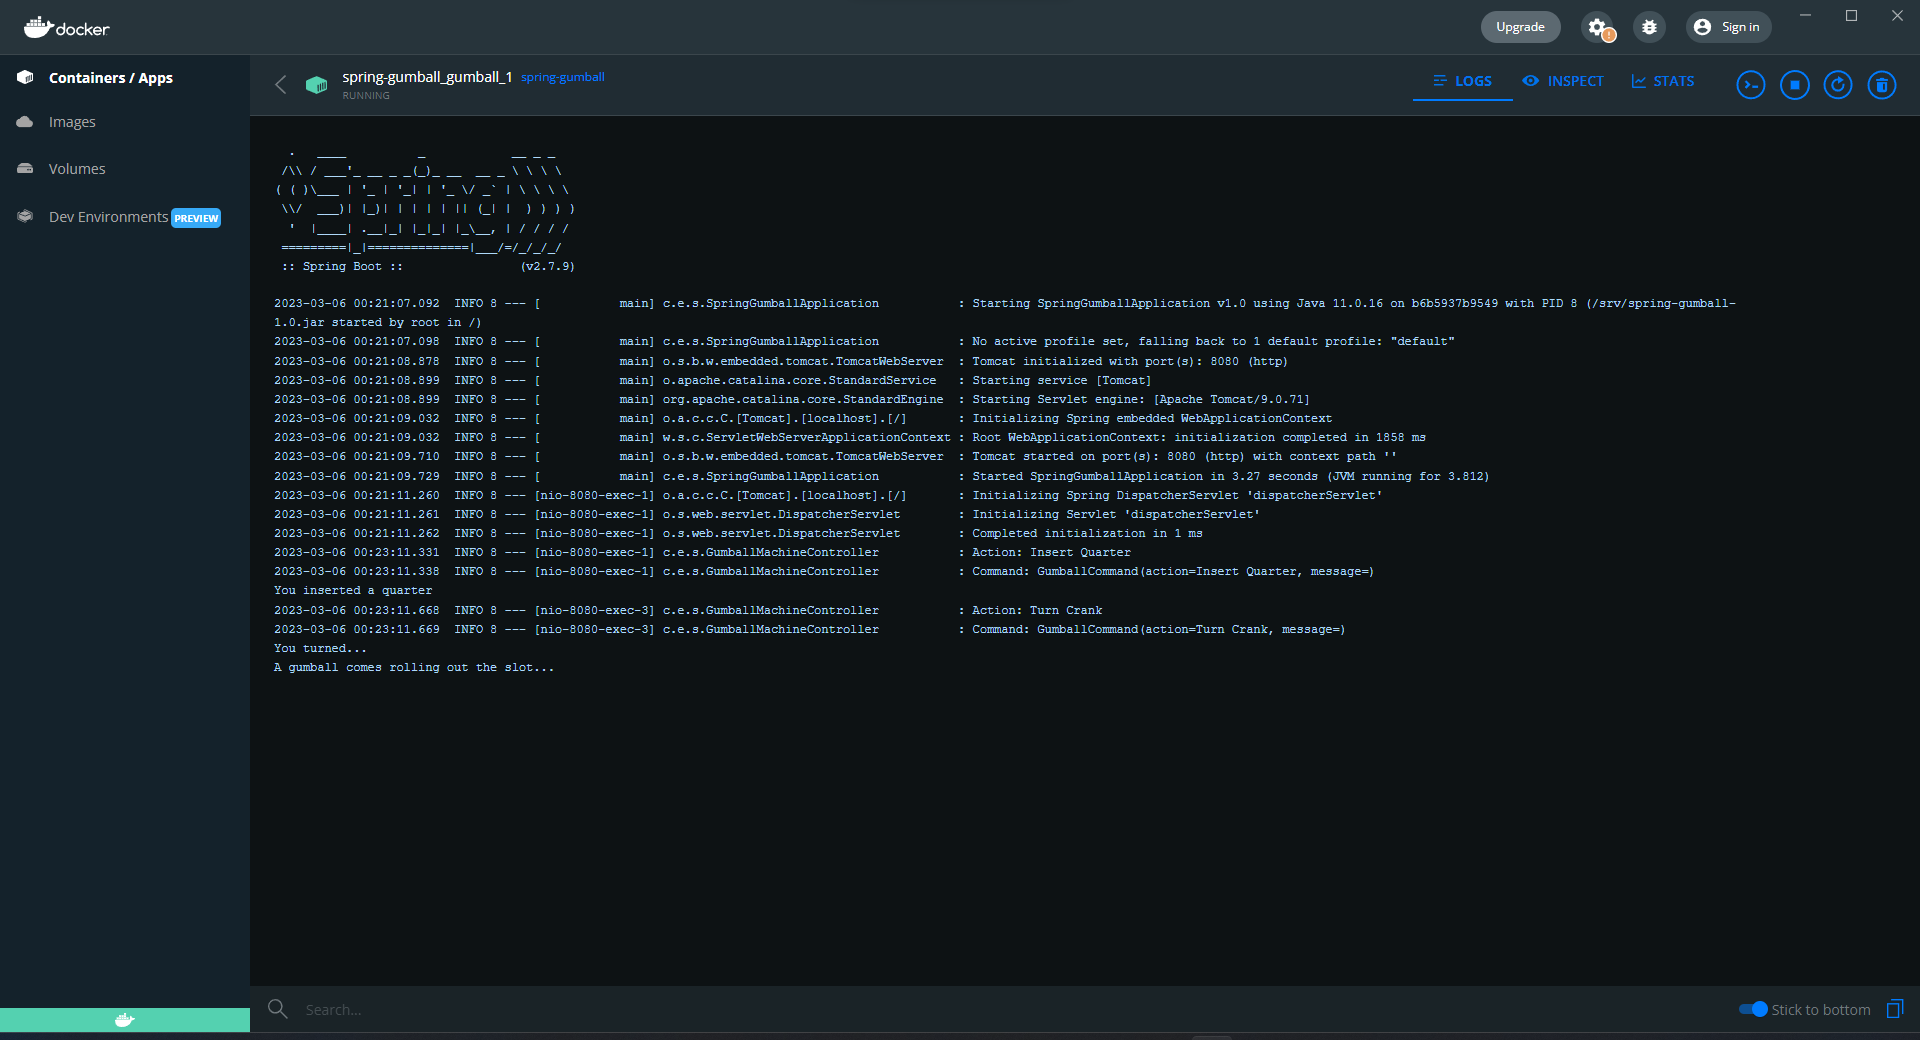 docker
Upgrade
Sign in
Containers / Apps
Images
Volumes
Dev Environments PREVIEW
spring-gumball_gumball_1 spring-gumball
RUNNING
LOGS INSPECT STATS
  .   ____          _            __ _ _
 /\\ / ___'_ __ _ _(_)_ __  __ _ \ \ \ \
( ( )\___ | '_ | '_| | '_ \/ _` | \ \ \ \
 \\/  ___)| |_)| | | | | || (_| |  ) ) ) )
  '  |____| .__|_| |_|_| |_\__, | / / / /
 =========|_|==============|___/=/_/_/_/
 :: Spring Boot ::                (v2.7.9)
2023-03-06 00:21:07.092  INFO 8 --- [           main] c.e.s.SpringGumballApplication           : Starting SpringGumballApplication v1.0 using Java 11.0.16 on b6b5937b9549 with PID 8 (/srv/spring-gumball-
1.0.jar started by root in /)
2023-03-06 00:21:07.098  INFO 8 --- [           main] c.e.s.SpringGumballApplication           : No active profile set, falling back to 1 default profile: "default"
2023-03-06 00:21:08.878  INFO 8 --- [           main] o.s.b.w.embedded.tomcat.TomcatWebServer  : Tomcat initialized with port(s): 8080 (http)
2023-03-06 00:21:08.899  INFO 8 --- [           main] o.apache.catalina.core.StandardService   : Starting service [Tomcat]
2023-03-06 00:21:08.899  INFO 8 --- [           main] org.apache.catalina.core.StandardEngine  : Starting Servlet engine: [Apache Tomcat/9.0.71]
2023-03-06 00:21:09.032  INFO 8 --- [           main] o.a.c.c.C.[Tomcat].[localhost].[/]       : Initializing Spring embedded WebApplicationContext
2023-03-06 00:21:09.032  INFO 8 --- [           main] w.s.c.ServletWebServerApplicationContext : Root WebApplicationContext: initialization completed in 1858 ms
2023-03-06 00:21:09.710  INFO 8 --- [           main] o.s.b.w.embedded.tomcat.TomcatWebServer  : Tomcat started on port(s): 8080 (http) with context path ''
2023-03-06 00:21:09.729  INFO 8 --- [           main] c.e.s.SpringGumballApplication           : Started SpringGumballApplication in 3.27 seconds (JVM running for 3.812)
2023-03-06 00:21:11.260  INFO 8 --- [nio-8080-exec-1] o.a.c.c.C.[Tomcat].[localhost].[/]       : Initializing Spring DispatcherServlet 'dispatcherServlet'
2023-03-06 00:21:11.261  INFO 8 --- [nio-8080-exec-1] o.s.web.servlet.DispatcherServlet        : Initializing Servlet 'dispatcherServlet'
2023-03-06 00:21:11.262  INFO 8 --- [nio-8080-exec-1] o.s.web.servlet.DispatcherServlet        : Completed initialization in 1 ms
2023-03-06 00:23:11.331  INFO 8 --- [nio-8080-exec-1] c.e.s.GumballMachineController           : Action: Insert Quarter
2023-03-06 00:23:11.338  INFO 8 --- [nio-8080-exec-1] c.e.s.GumballMachineController           : Command: GumballCommand(action=Insert Quarter, message=)
You inserted a quarter
2023-03-06 00:23:11.668  INFO 8 --- [nio-8080-exec-3] c.e.s.GumballMachineController           : Action: Turn Crank
2023-03-06 00:23:11.669  INFO 8 --- [nio-8080-exec-3] c.e.s.GumballMachineController           : Command: GumballCommand(action=Turn Crank, message=)
You turned...
A gumball comes rolling out the slot...
Search...
Stick to bottom